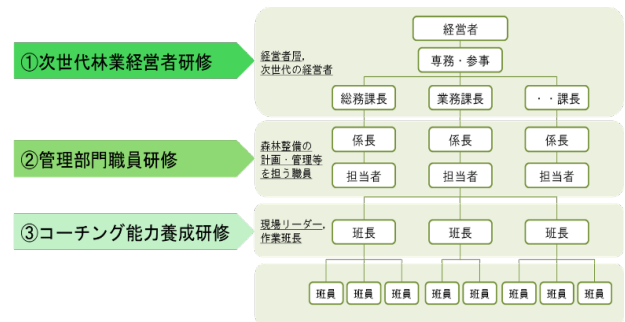 経営者
①次世代林業経営者研修
経営者層,
次世代の経営者
専務・参事
総務課長
業務課長
・・課長
②管理部門職員研修
森林整備の
計画・管理等
を担う職員
係長
係長
係長
担当者
担当者
担当者
③コーチング能力養成研修
現場リーダー,
作業班長
班長
班長
班長
班員
班員
班員
班員
班員
班員
班員
班員